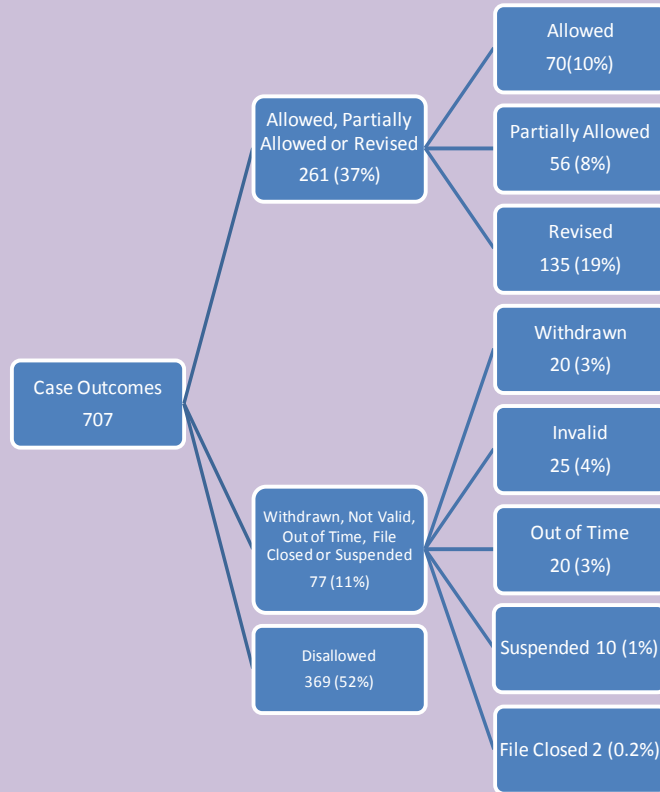 Case Outcomes
707
Allowed, Partially
Allowed or Revised
261 (37%)
Withdrawn, Not Valid,
Out of Time, File
Closed or Suspended
77 (11%)
Disallowed
369 (52%)
Allowed
70(10%)
Partially Allowed
56 (8%)
Revised
135 (19%)
Withdrawn
20 (3%)
Invalid
25 (4%)
Out of Time
20 (3%)
Suspended 10 (1%)
File Closed 2 (0.2%)